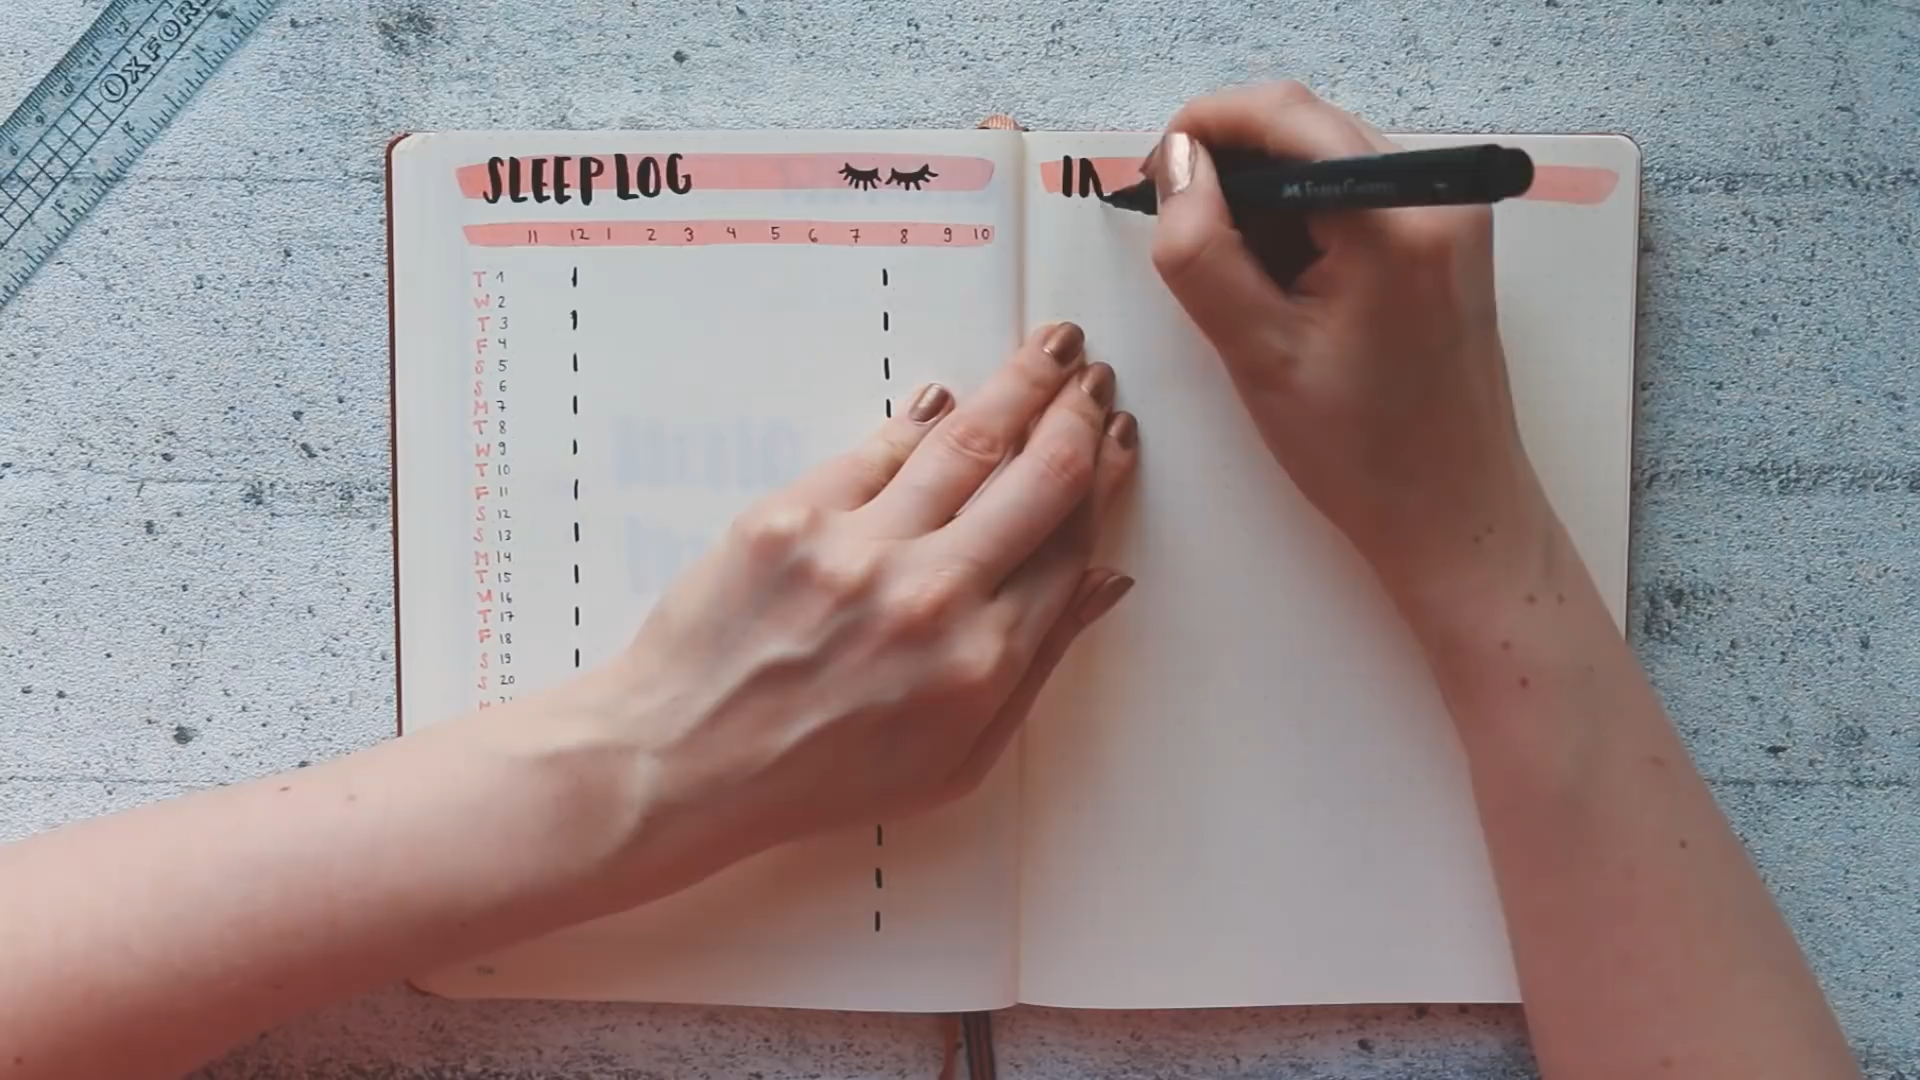 OXFORD
SLEEP LOG
11 12 1 2 3 4 5 6 7 8 9 10
T 1
W 2
T 3
F 4
S 5
S 6
M 7
T 8
W 9
T 10
F 11
S 12
S 13
M 14
T 15
W 16
T 17
F 18
S 19
S 20
M 21
IN